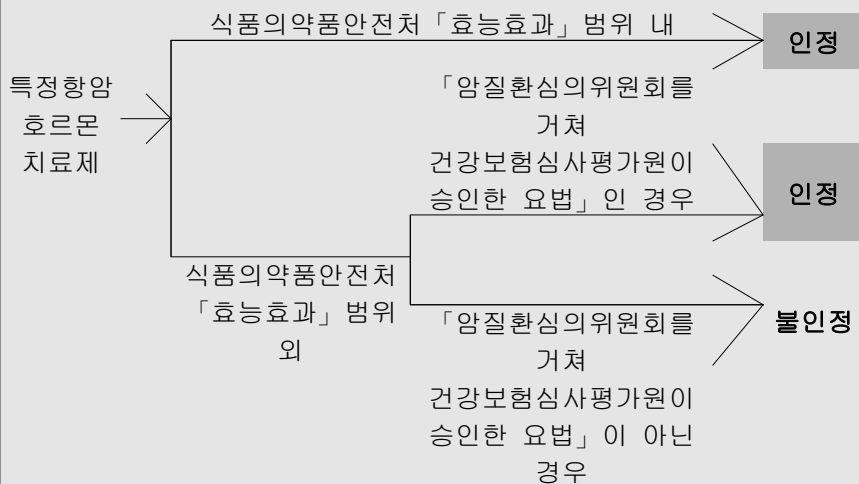 식품의약품안전처「효능효과」범위 내
인정
특정항암
호르몬
치료제
「암질환심의위원회를
거쳐
건강보험심사평가원이
승인한 요법」인 경우
인정
식품의약품안전처
「효능효과」범위
외
「암질환심의위원회를
거쳐
건강보험심사평가원이
승인한 요법」이 아닌
경우
불인정